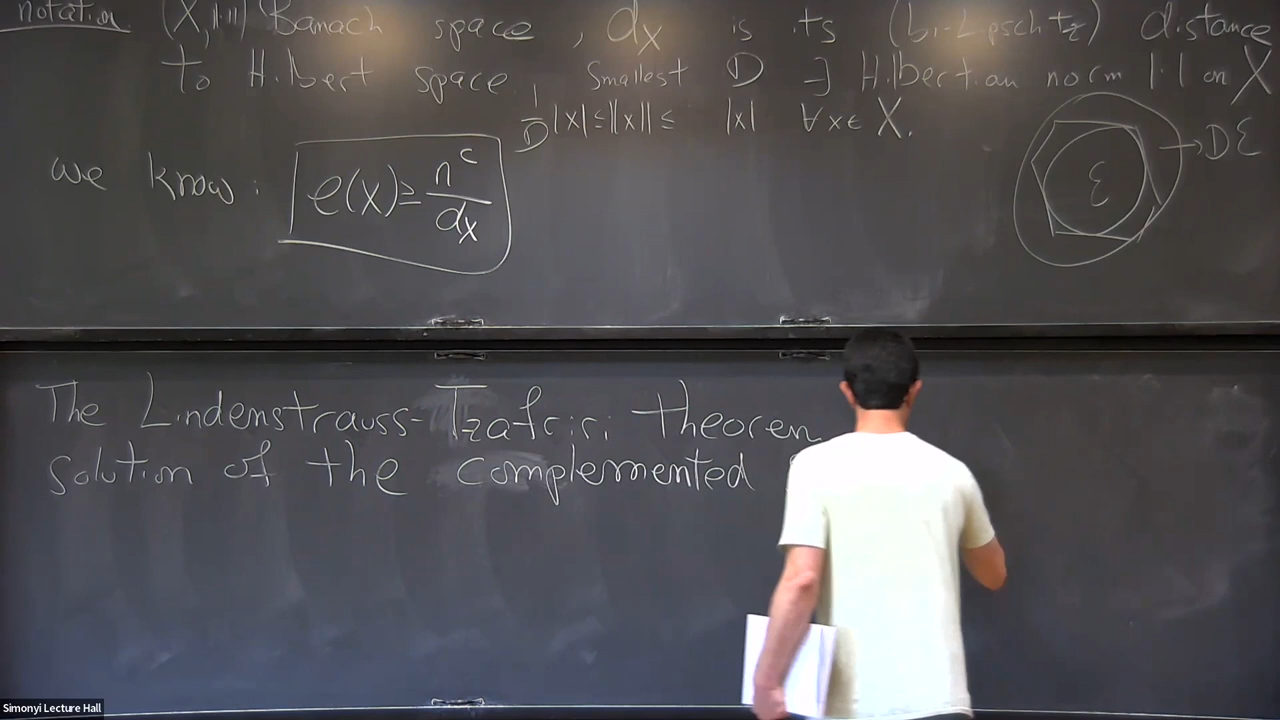 notation (X, ||·||) Banach space, d_X is its (bi-Lipschitz) distance
to Hilbert space. Smallest D ∃ Hilbertian norm |·| on X
1/D |x| ≤ ||x|| ≤ |x| ∀x∈X.
we know: e(X) ≥ n^c/d_X
ε → Dε
The Lindenstrauss-Tzafriri theorem
solution of the complemented
Simonyi Lecture Hall